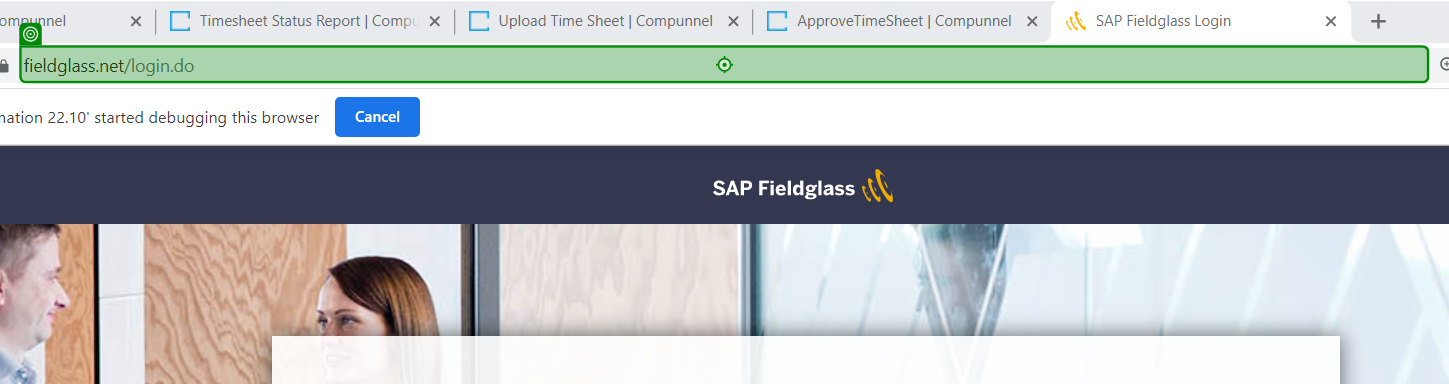 ompunnel
Timesheet Status Report | Compu
Upload Time Sheet | Compunnel
ApproveTimeSheet | Compunnel
SAP Fieldglass Login
fieldglass.net/login.do
mation 22.10' started debugging this browser
Cancel
SAP Fieldglass